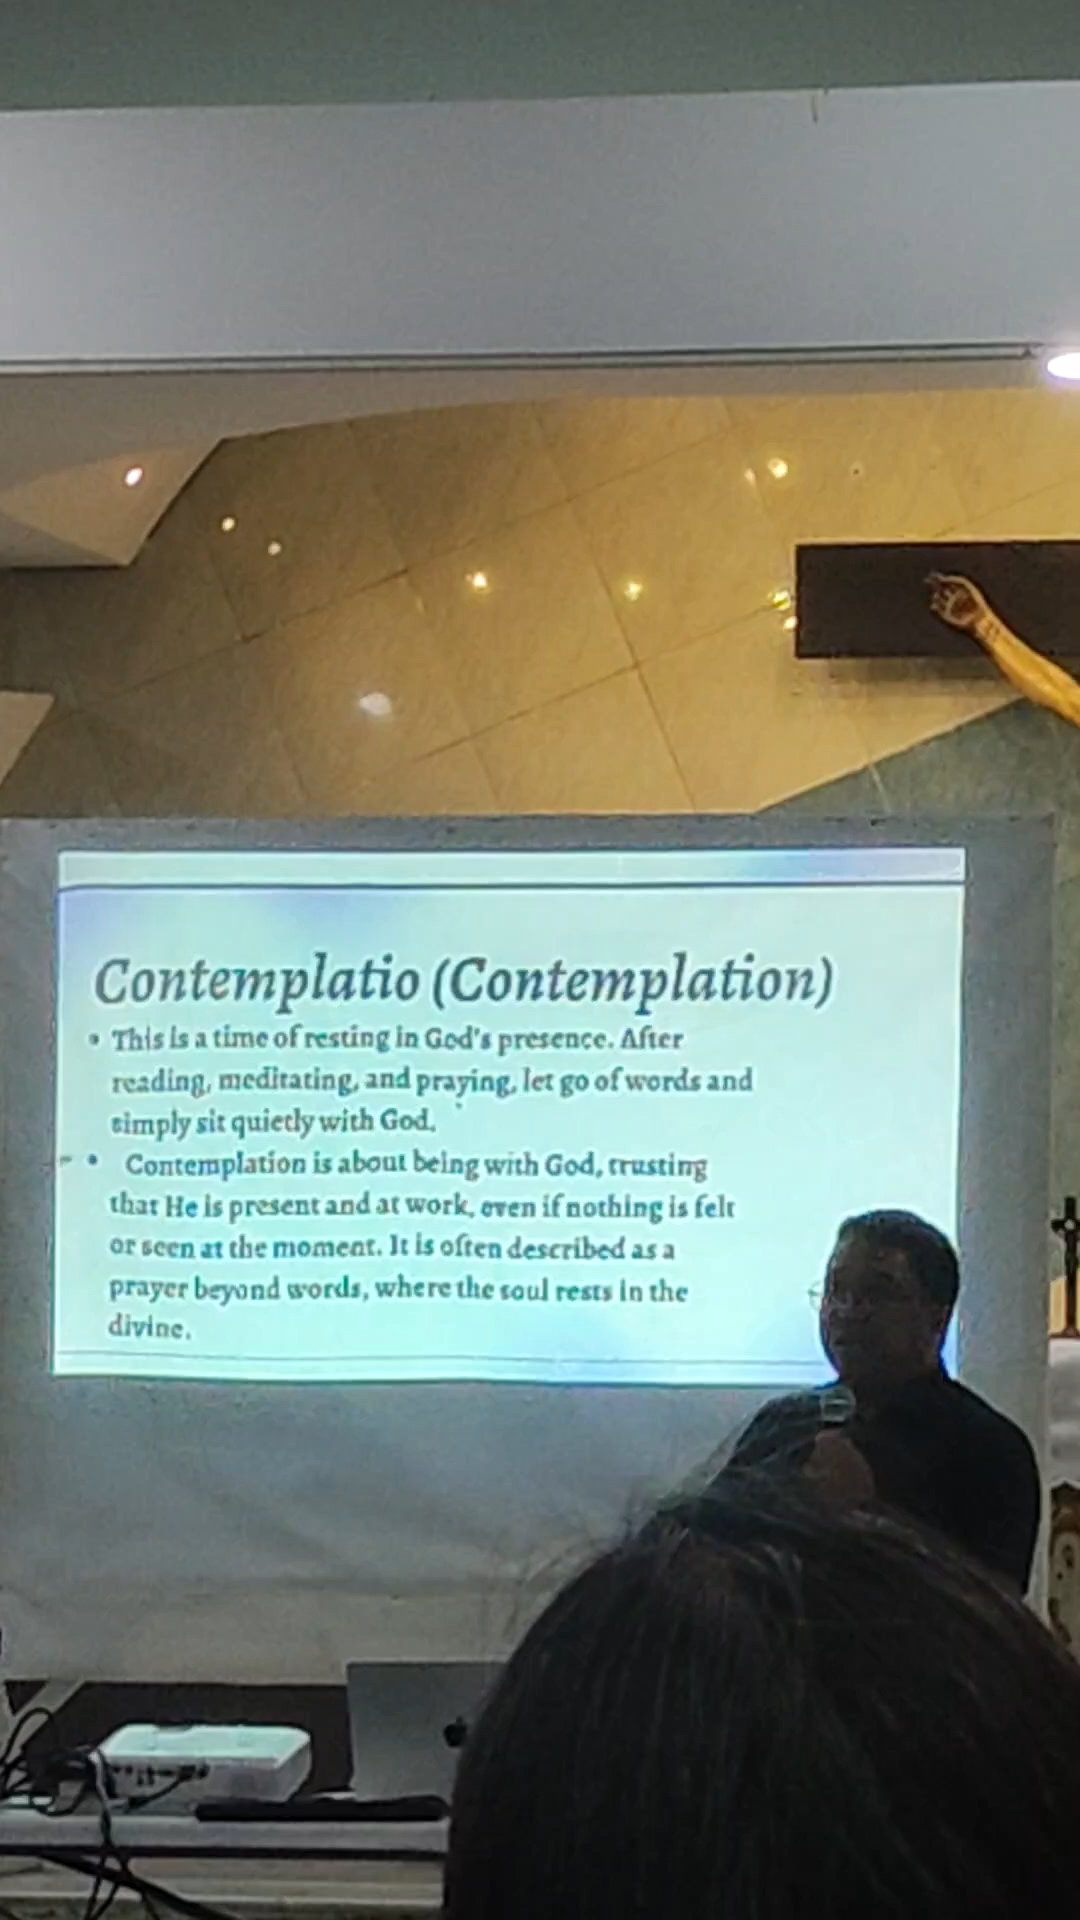 Contemplatio (Contemplation)
• This is a time of resting in God's presence. After
reading, meditating, and praying, let go of words and
simply sit quietly with God.
• Contemplation is about being with God, trusting
that He is present and at work, even if nothing is felt
or seen at the moment. It is often described as a
prayer beyond words, where the soul rests in the
divine.